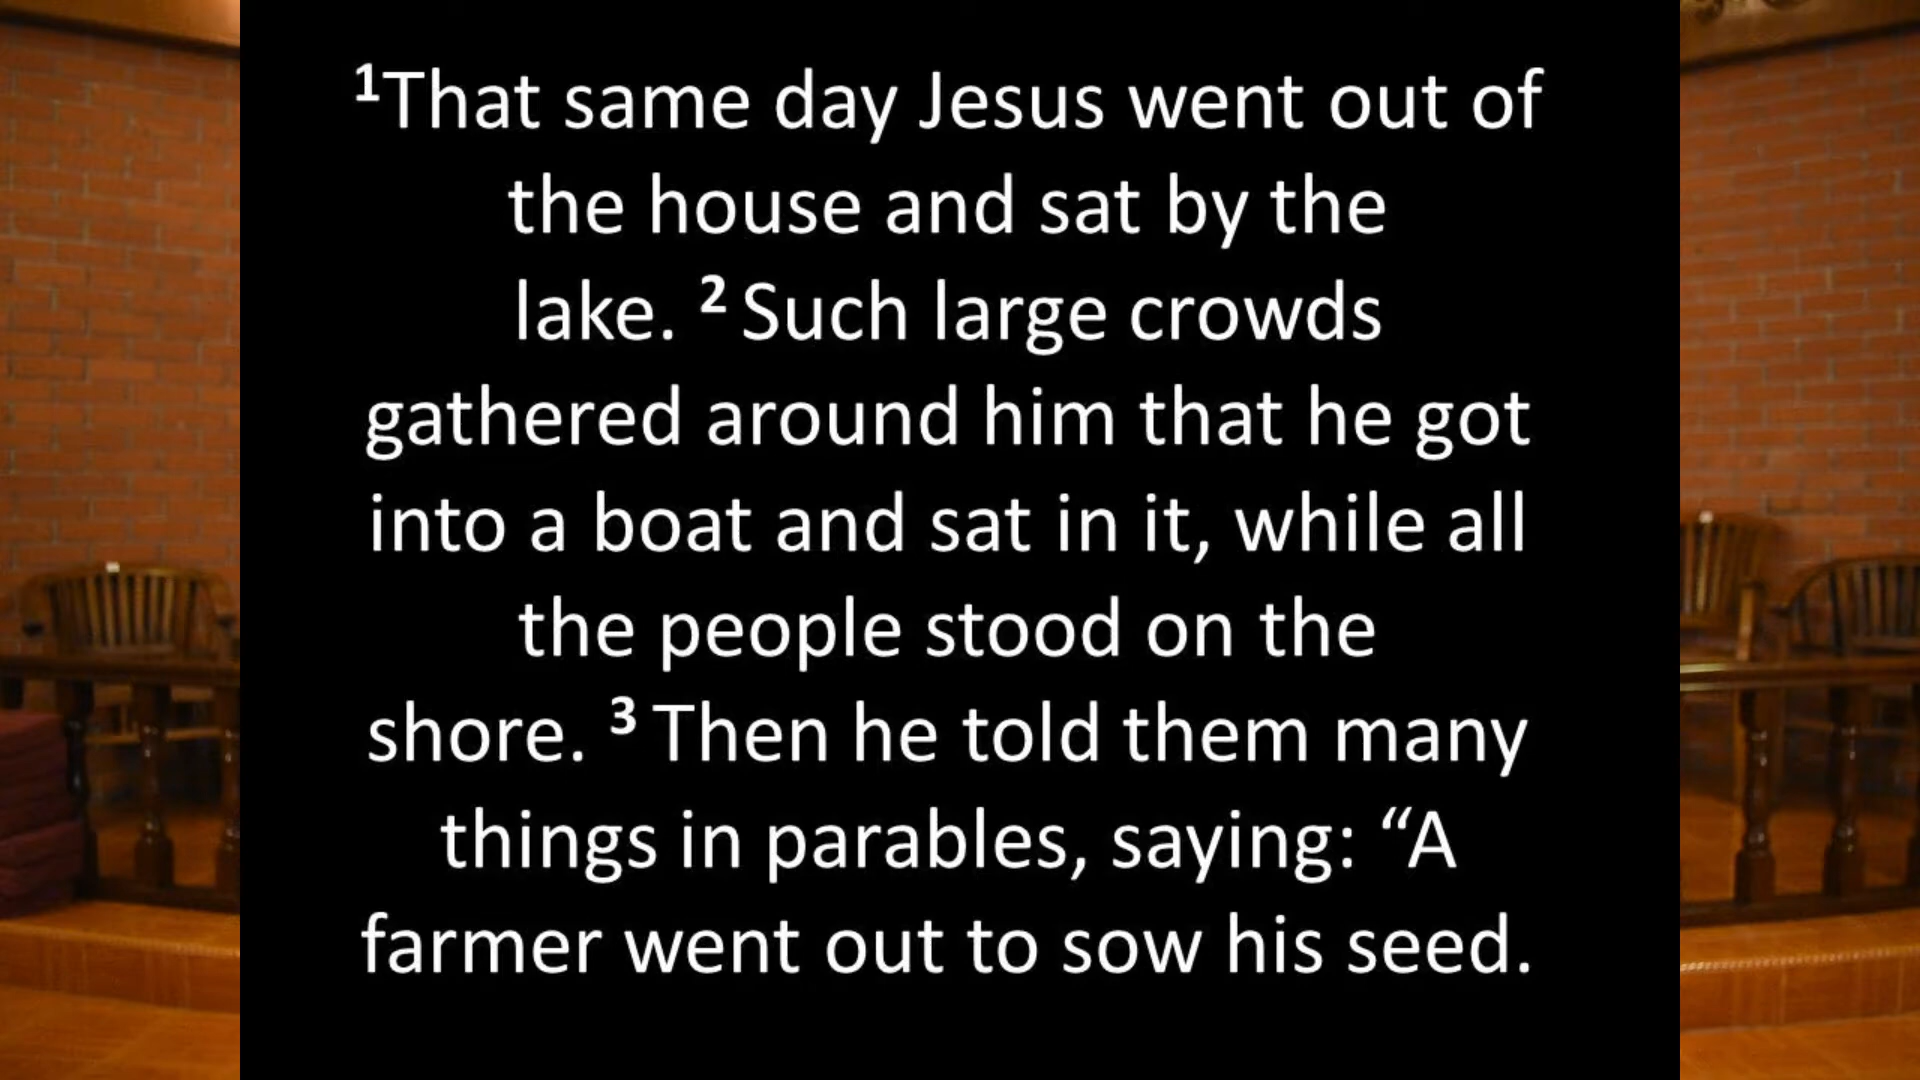 ¹That same day Jesus went out of
the house and sat by the
lake. ² Such large crowds
gathered around him that he got
into a boat and sat in it, while all
the people stood on the
shore. ³ Then he told them many
things in parables, saying: “A
farmer went out to sow his seed.